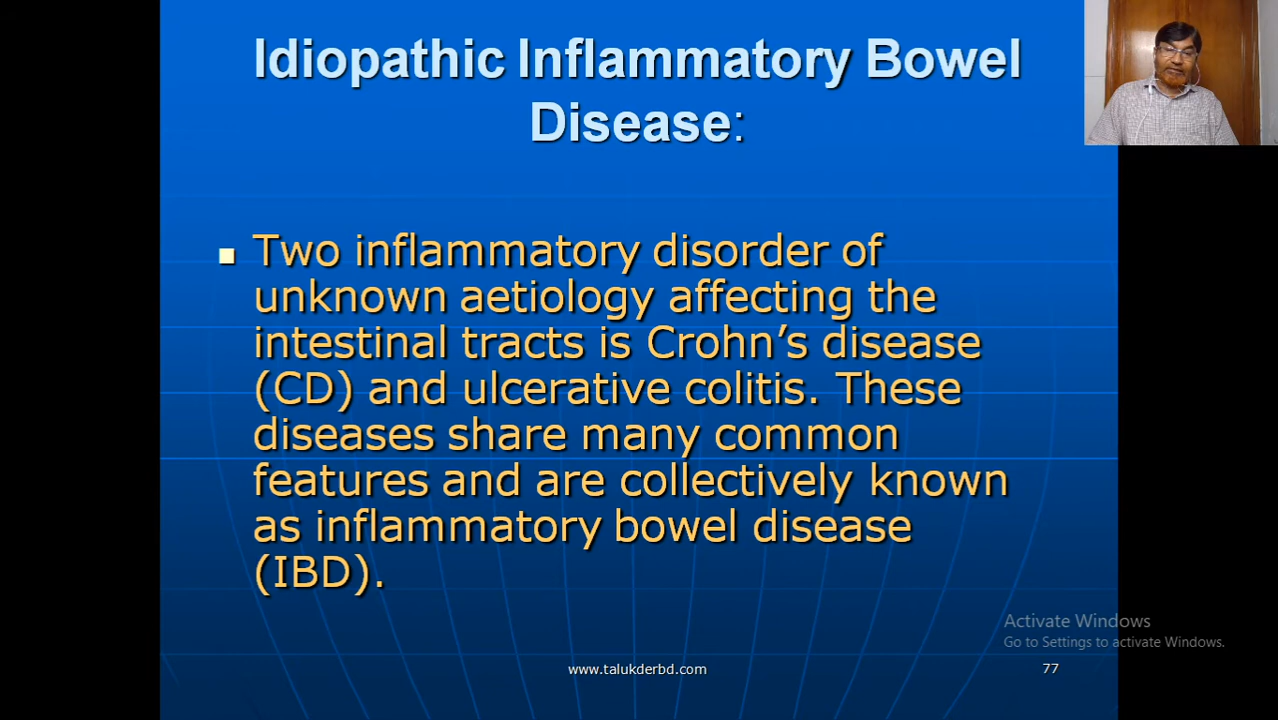 Idiopathic Inflammatory Bowel
Disease:
Two inflammatory disorder of
unknown aetiology affecting the
intestinal tracts is Crohn’s disease
(CD) and ulcerative colitis. These
diseases share many common
features and are collectively known
as inflammatory bowel disease
(IBD).
Activate Windows
Go to Settings to activate Windows.
www.talukderbd.com
77